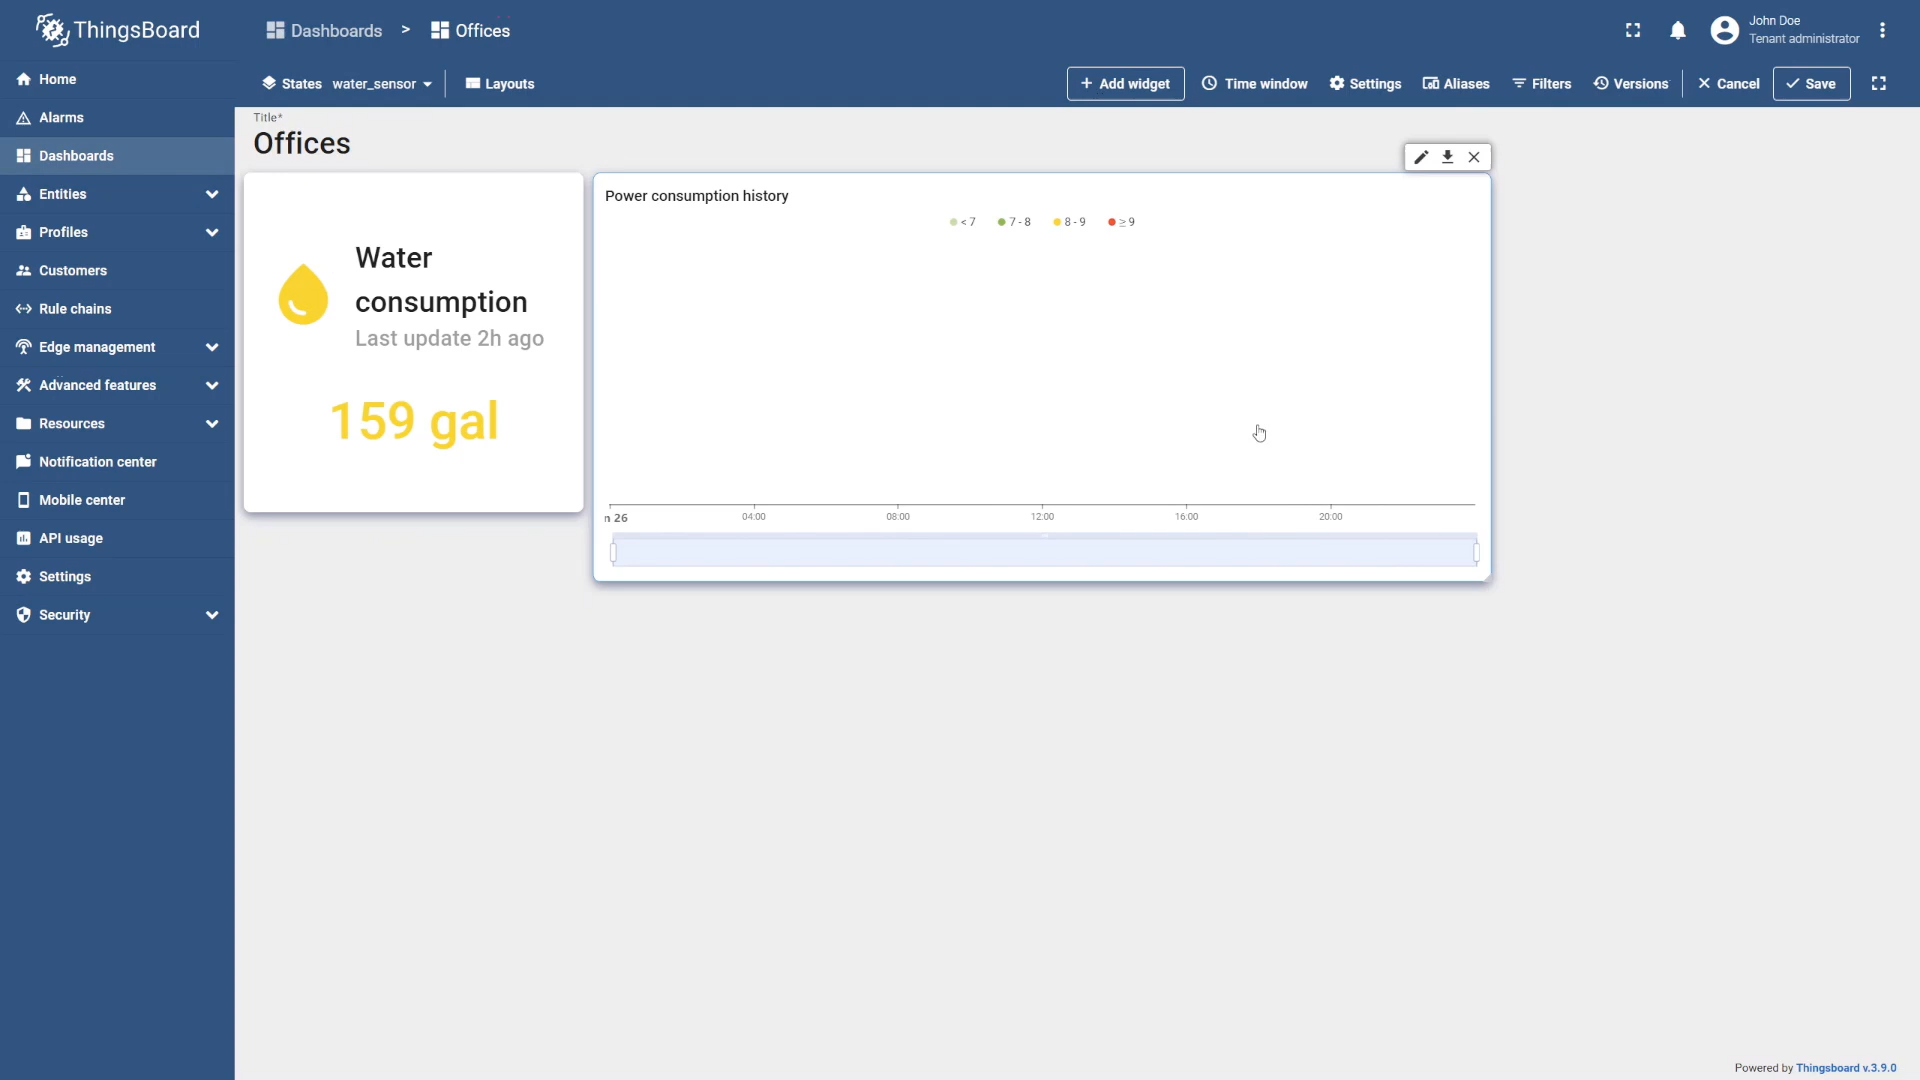 ThingsBoard
Dashboards > Offices
John Doe
Tenant administrator
States water_sensor Layouts
+ Add widget Time window Settings Aliases Filters Versions Cancel Save
Home
Alarms
Dashboards
Entities
Profiles
Customers
Rule chains
Edge management
Advanced features
Resources
Notification center
Mobile center
API usage
Settings
Security
Title*
Offices
Water
consumption
Last update 2h ago
159 gal
Power consumption history
< 7 7 - 8 8 - 9 ≥ 9
n 26 04:00 08:00 12:00 16:00 20:00
Powered by Thingsboard v.3.9.0